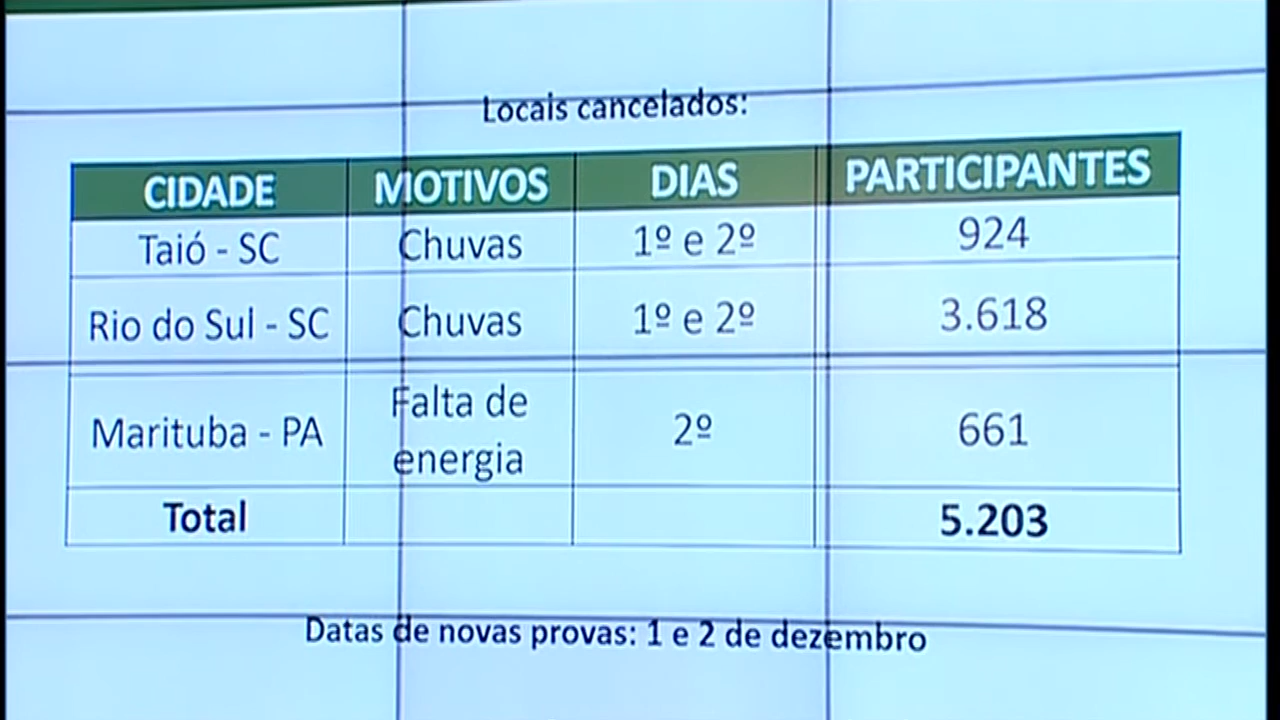 Locais cancelados:
CIDADE MOTIVOS DIAS PARTICIPANTES
Taió - SC Chuvas 1º e 2º 924
Rio do Sul - SC Chuvas 1º e 2º 3.618
Marituba - PA Falta de energia 2º 661
Total 5.203
Datas de novas provas: 1 e 2 de dezembro